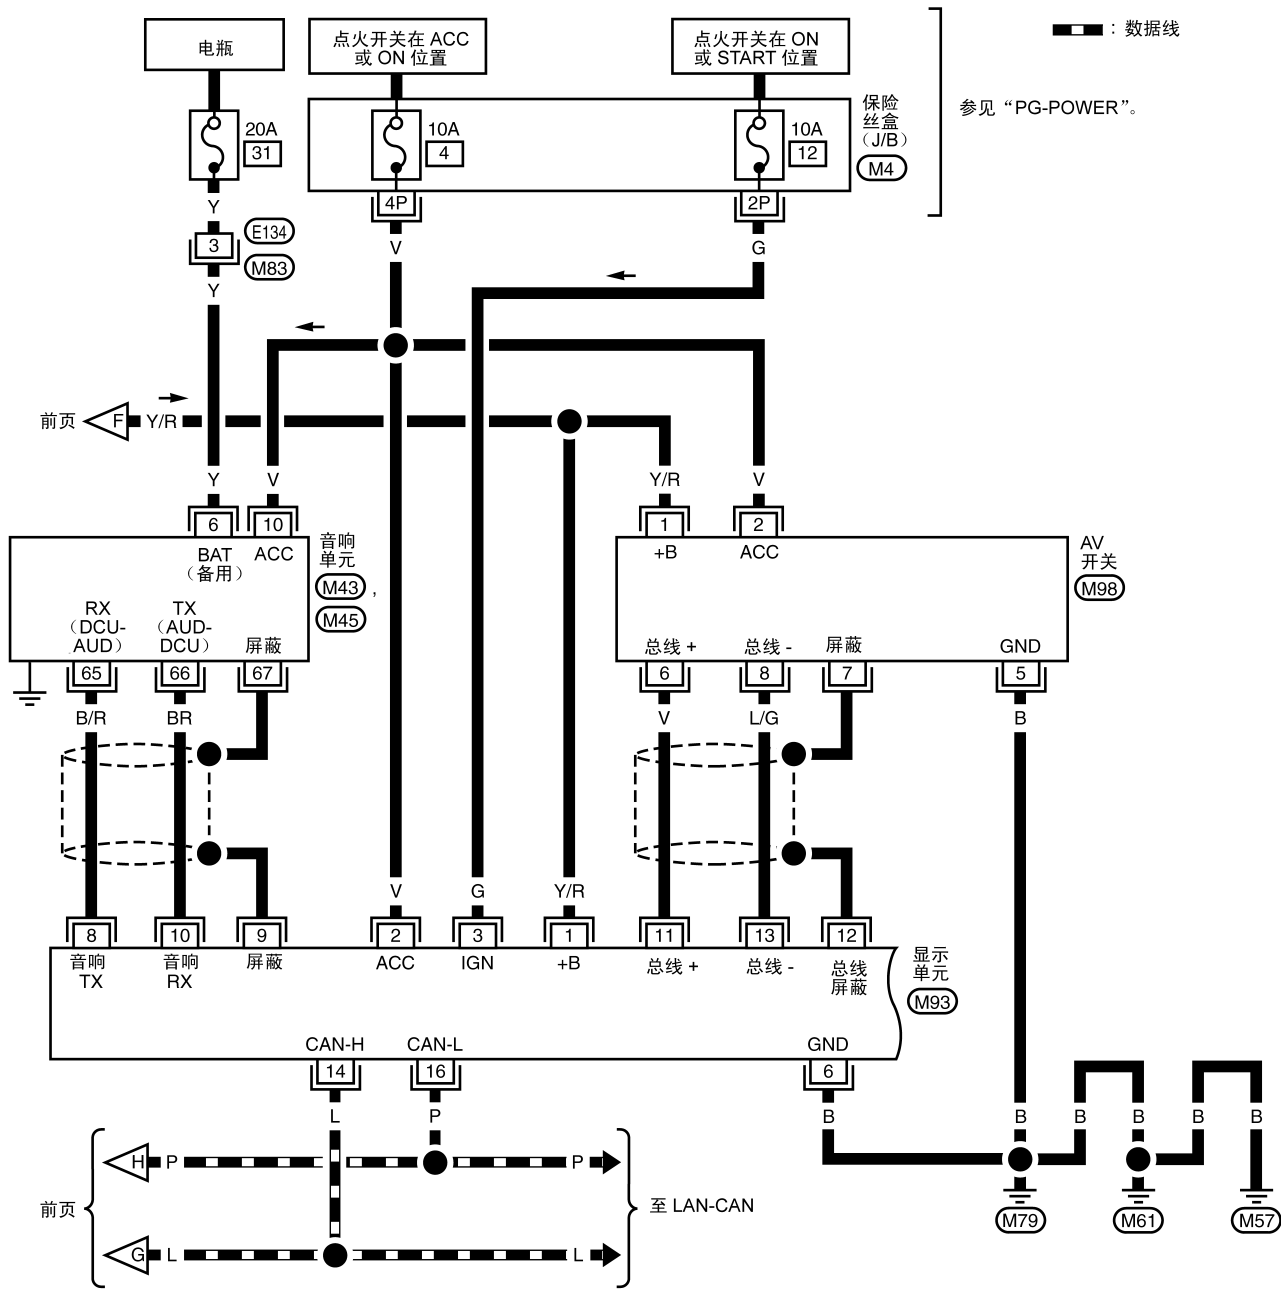 电瓶
点火开关在 ACC
或 ON 位置
点火开关在 ON
或 START 位置
: 数据线
20A
31
10A
4
10A
12
保险
丝盒
（J/B）
M4
参见“PG-POWER”。
Y
4P
2P
3
E134
M83
V
G
Y
前页
F
Y/R
Y
V
Y/R
V
6
10
1
2
BAT
（备用）
ACC
音响
单元
M43 ,
M45
+B
ACC
AV
开关
M98
RX
（DCU-
AUD）
TX
（AUD-
DCU）
屏蔽
总线 +
总线 -
屏蔽
GND
65
66
67
6
8
7
5
B/R
BR
V
L/G
B
V
G
Y/R
8
10
9
2
3
1
11
13
12
音响
TX
音响
RX
屏蔽
ACC
IGN
+B
总线 +
总线 -
总线
屏蔽
显示
单元
M93
CAN-H
CAN-L
GND
14
16
6
L
P
B
B
B
B
B
B
H
P
P
前页
至 LAN-CAN
G
L
L
M79
M61
M57